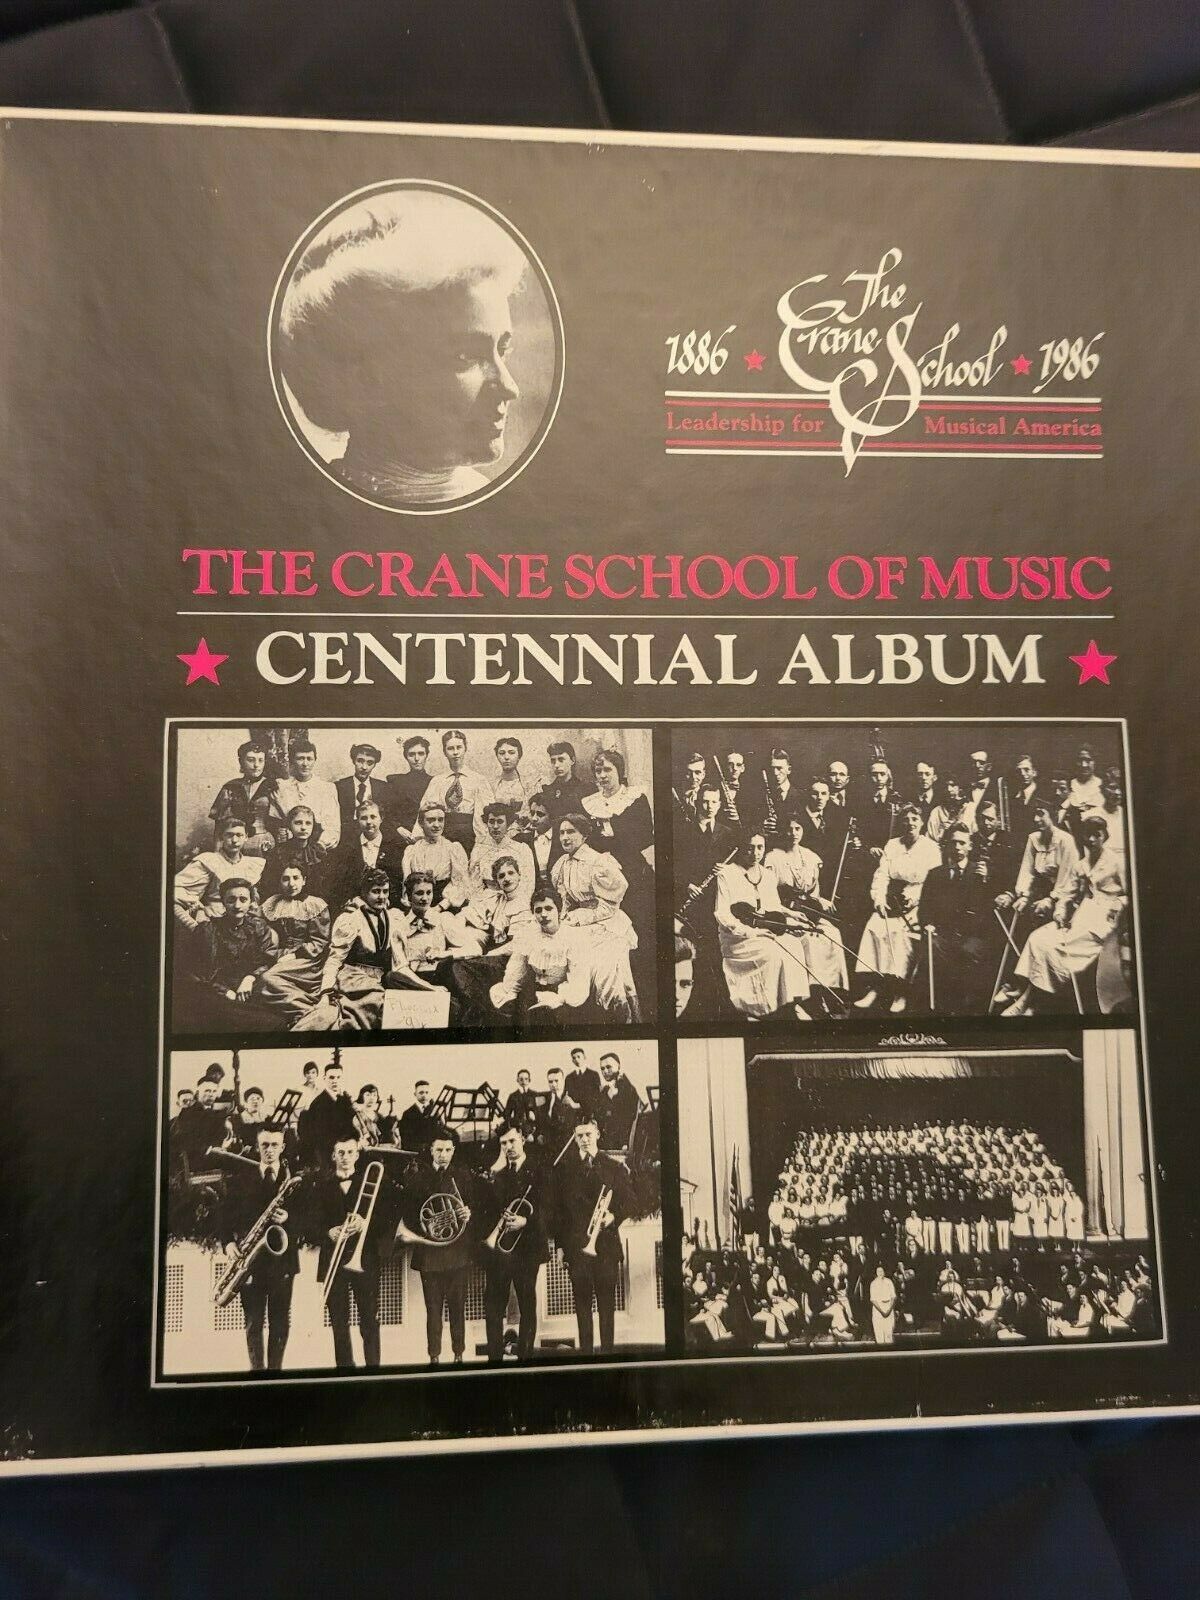 The
1886 ★ Crane School ★ 1986
Leadership for Musical America
THE CRANE SCHOOL OF MUSIC
★ CENTENNIAL ALBUM ★